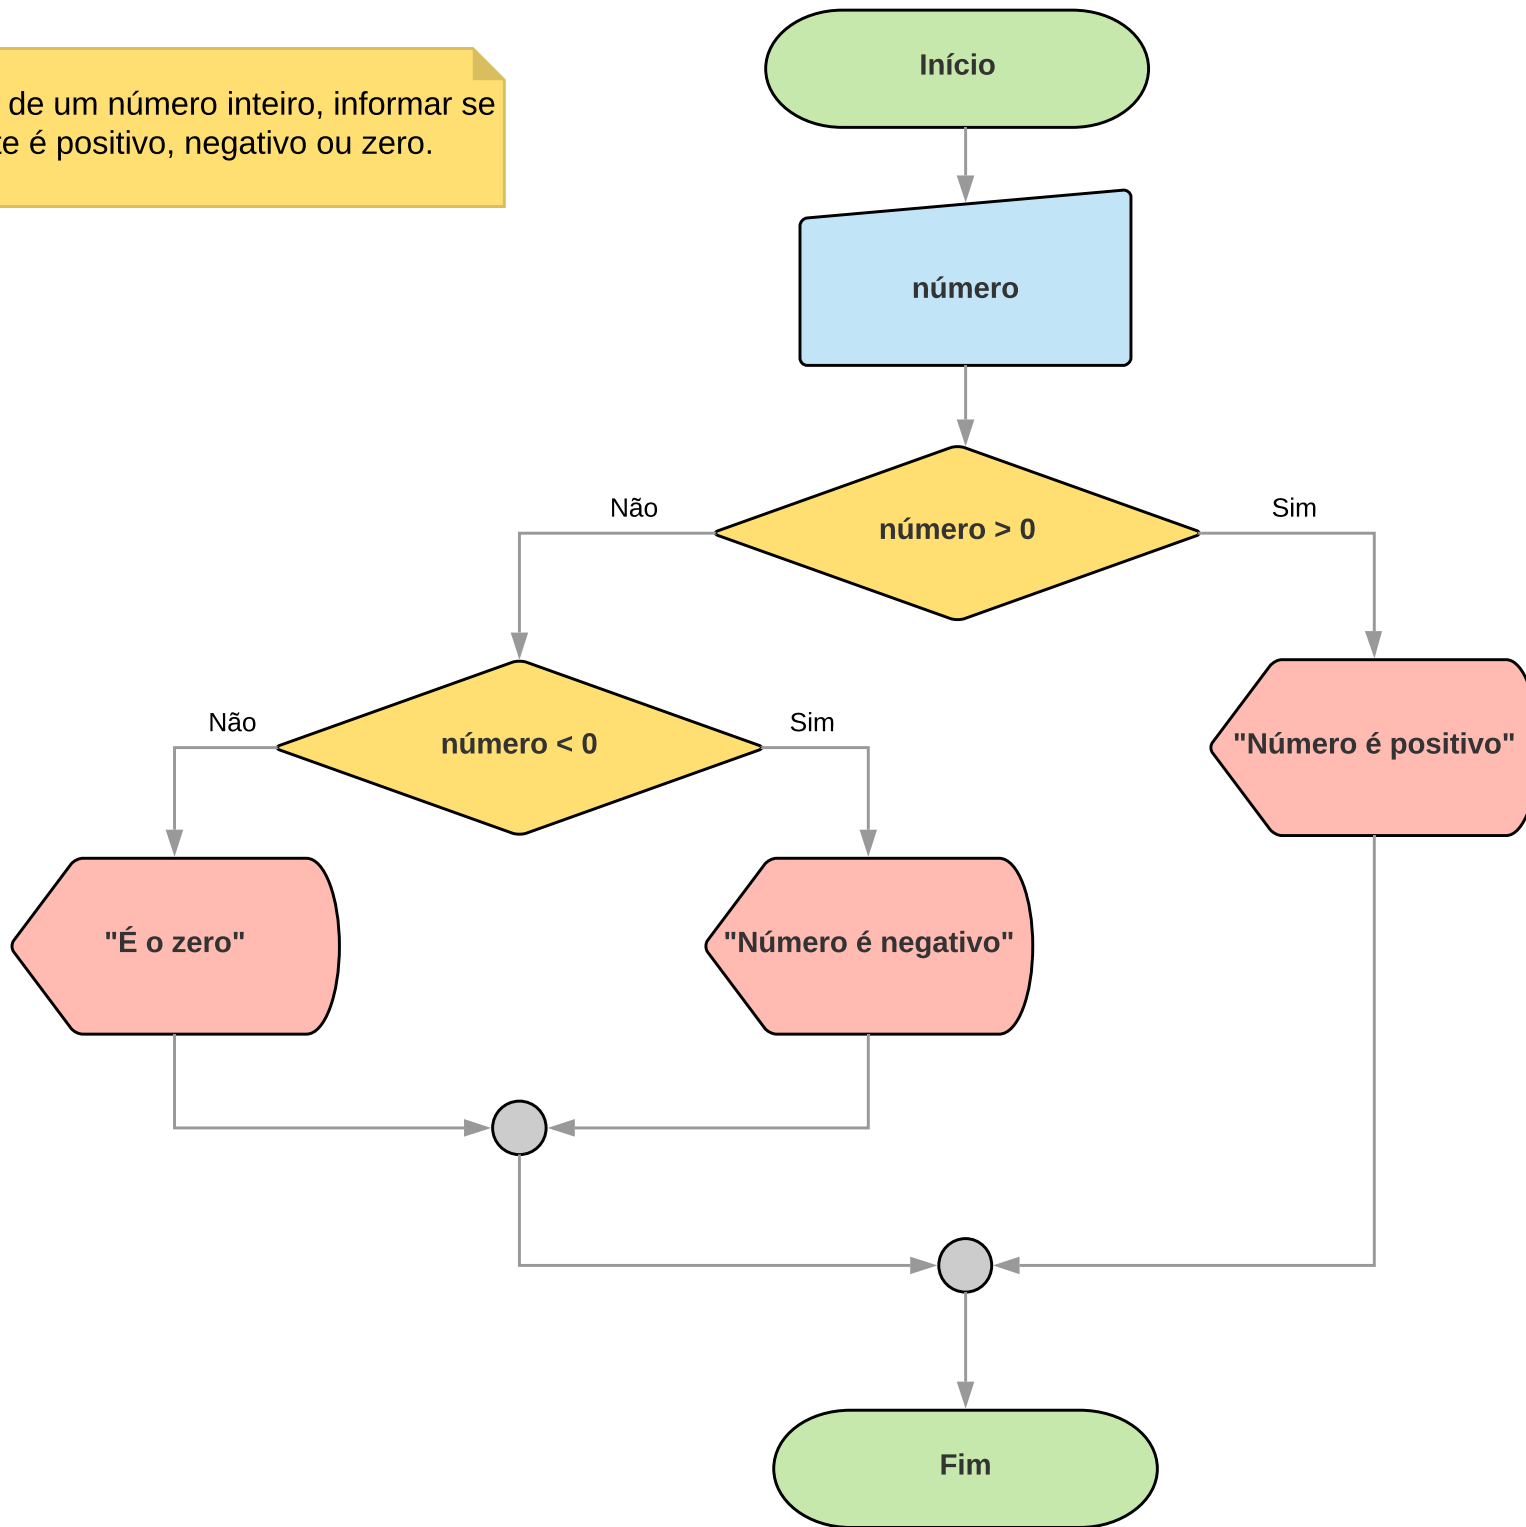 Início
de um número inteiro, informar se
é positivo, negativo ou zero.
número
Não
Sim
número > 0
Não
Sim
número < 0
"Número é positivo"
"É o zero"
"Número é negativo"
Fim